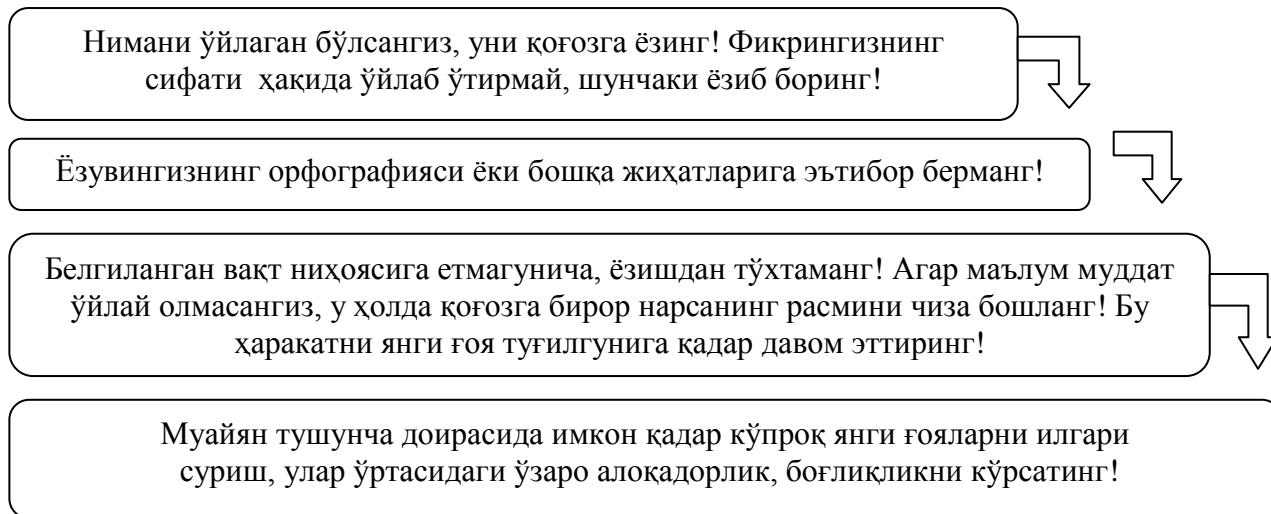 Нимани ўйлаган бўлсангиз, уни қоғозга ёзинг! Фикрингизнинг
сифати ҳақида ўйлаб ўтирмай, шунчаки ёзиб боринг!
Ёзувингизнинг орфографияси ёки бошқа жиҳатларига эътибор берманг!
Белгиланган вақт ниҳоясига етмагунича, ёзишдан тўхтаманг! Агар маълум муддат
ўйлай олмасангиз, у ҳолда қоғозга бирор нарсанинг расмини чиза бошланг! Бу
ҳаракатни янги ғоя туғилгунига қадар давом эттиринг!
Муайян тушунча доирасида имкон қадар кўпроқ янги ғояларни илгари
суриш, улар ўртасидаги ўзаро алоқадорлик, боғлиқликни кўрсатинг!